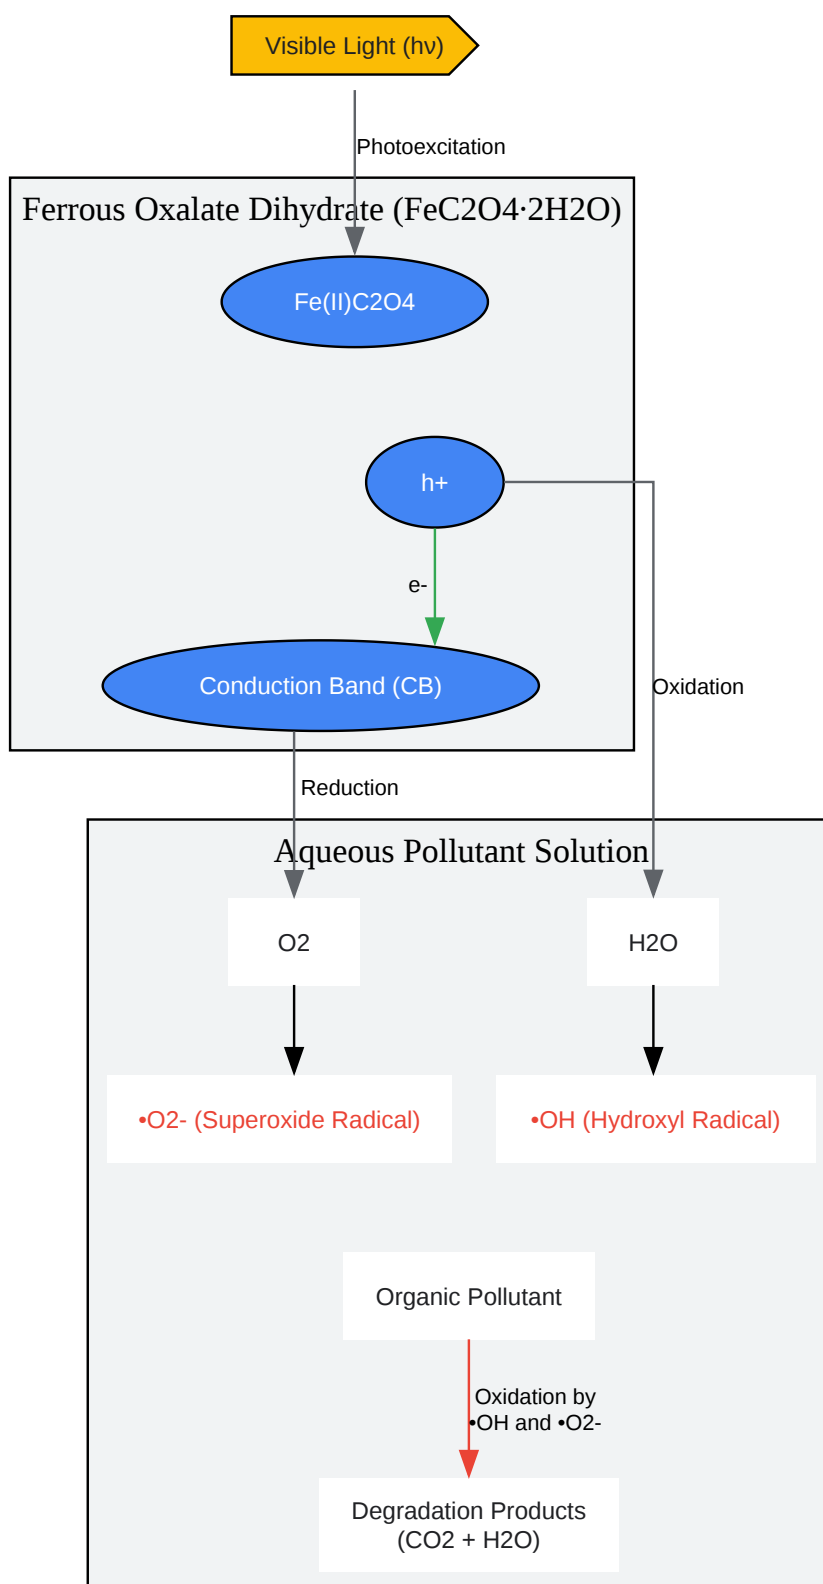 Visible Light (hν)
Photoexcitation
Ferrous Oxalate Dihydrate (FeC2O4·2H2O)
Fe(II)C2O4
h+
e-
Conduction Band (CB)
Oxidation
Reduction
Aqueous Pollutant Solution
O2
H2O
•O2- (Superoxide Radical)
•OH (Hydroxyl Radical)
Organic Pollutant
Oxidation by
•OH and •O2-
Degradation Products
(CO2 + H2O)